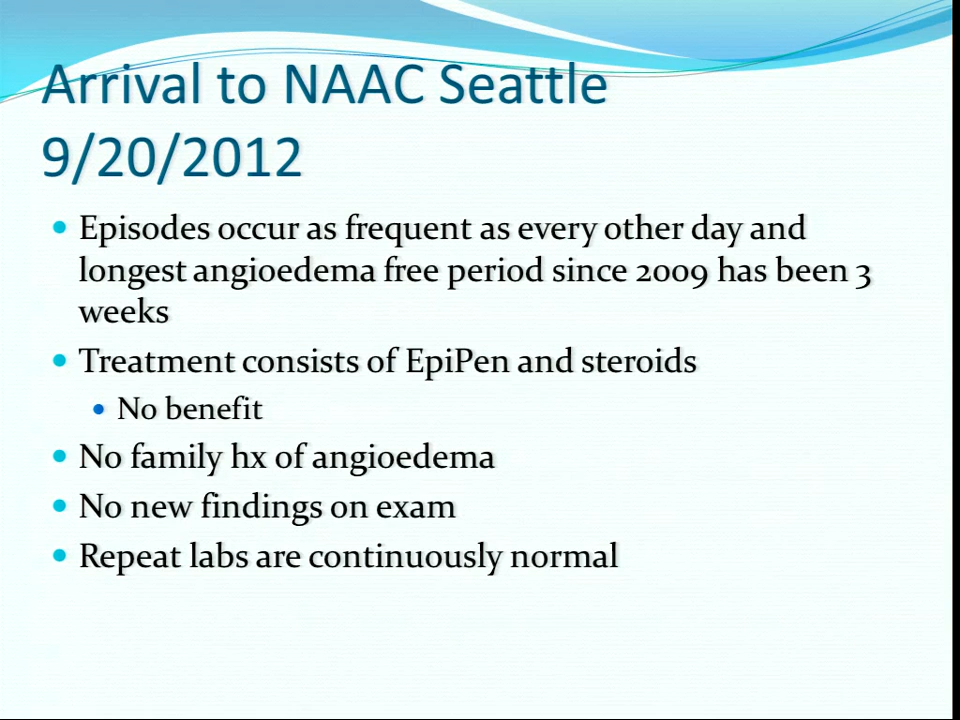 Arrival to NAAC Seattle
9/20/2012
Episodes occur as frequent as every other day and
longest angioedema free period since 2009 has been 3
weeks
Treatment consists of EpiPen and steroids
No benefit
No family hx of angioedema
No new findings on exam
Repeat labs are continuously normal